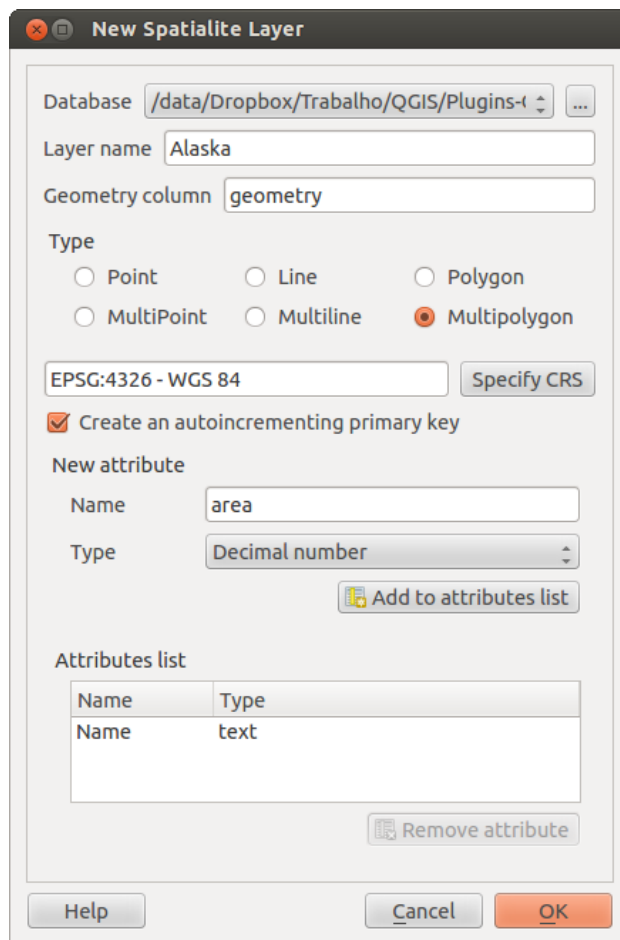 New Spatialite Layer
Database /data/Dropbox/Trabalho/QGIS/Plugins-( ...
Layer name Alaska
Geometry column geometry
Type
Point Line Polygon
MultiPoint Multiline Multipolygon
EPSG:4326 - WGS 84 Specify CRS
Create an autoincrementing primary key
New attribute
Name area
Type Decimal number
Add to attributes list
Attributes list
Name Type
Name text
Remove attribute
Help Cancel OK